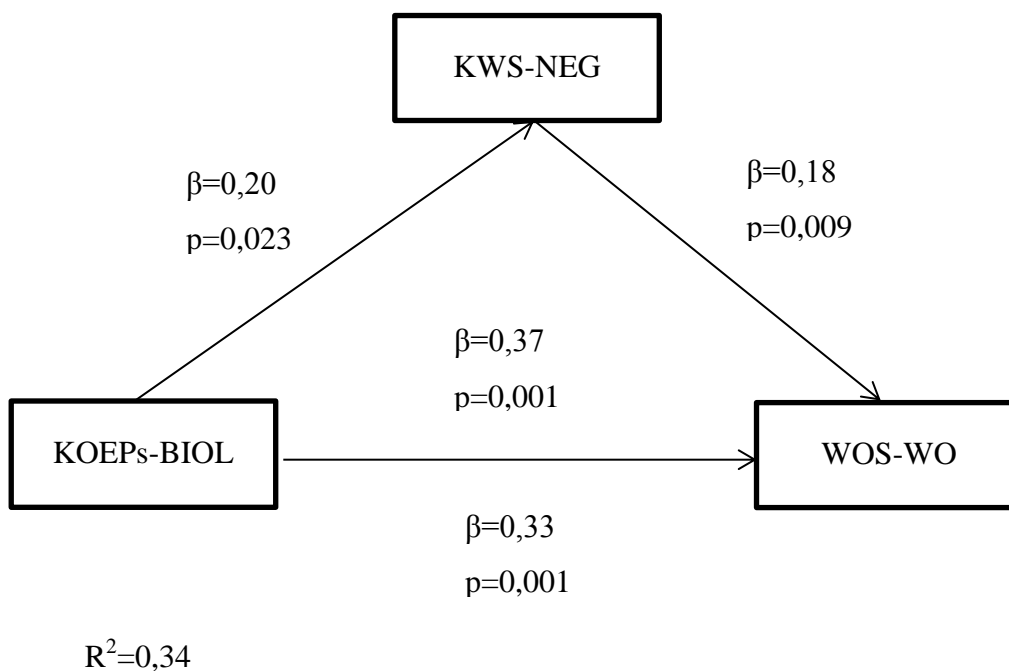 KWS-NEG
β=0,20
p=0,023
β=0,18
p=0,009
β=0,37
p=0,001
KOEPs-BIOL
WOS-WO
β=0,33
p=0,001
R²=0,34